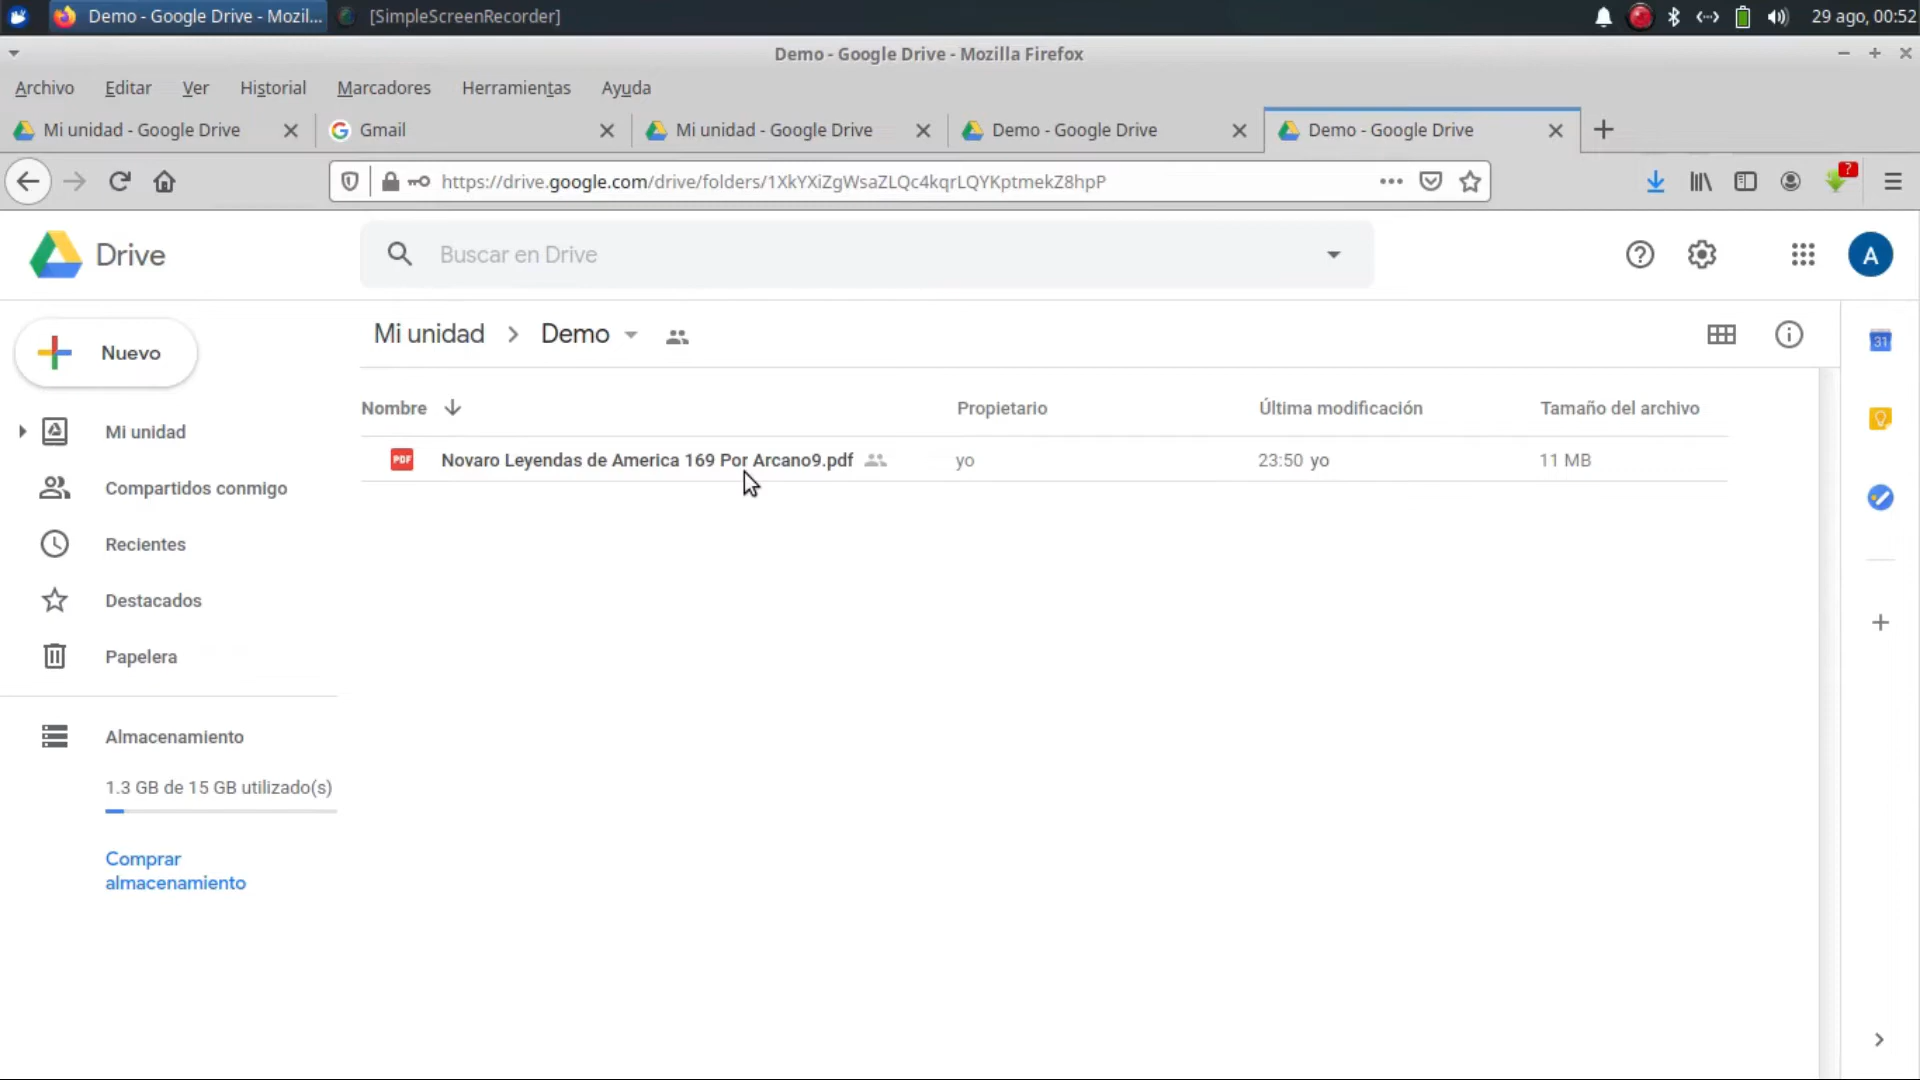 Demo - Google Drive - Mozil...
[SimpleScreenRecorder]
29 ago, 00:52
Demo - Google Drive - Mozilla Firefox
Archivo Editar Ver Historial Marcadores Herramientas Ayuda
Mi unidad - Google Drive
Gmail
Mi unidad - Google Drive
Demo - Google Drive
Demo - Google Drive
https://drive.google.com/drive/folders/1XkYXiZgWsaZLQc4kqrLQYKptmekZ8hpP
?
Drive
Buscar en Drive
A
Nuevo
Mi unidad > Demo
31
Nombre Propietario Última modificación Tamaño del archivo
PDF Novaro Leyendas de America 169 Por Arcano9.pdf yo 23:50 yo 11 MB
Mi unidad
Compartidos conmigo
Recientes
Destacados
Papelera
Almacenamiento
1.3 GB de 15 GB utilizado(s)
Comprar
almacenamiento